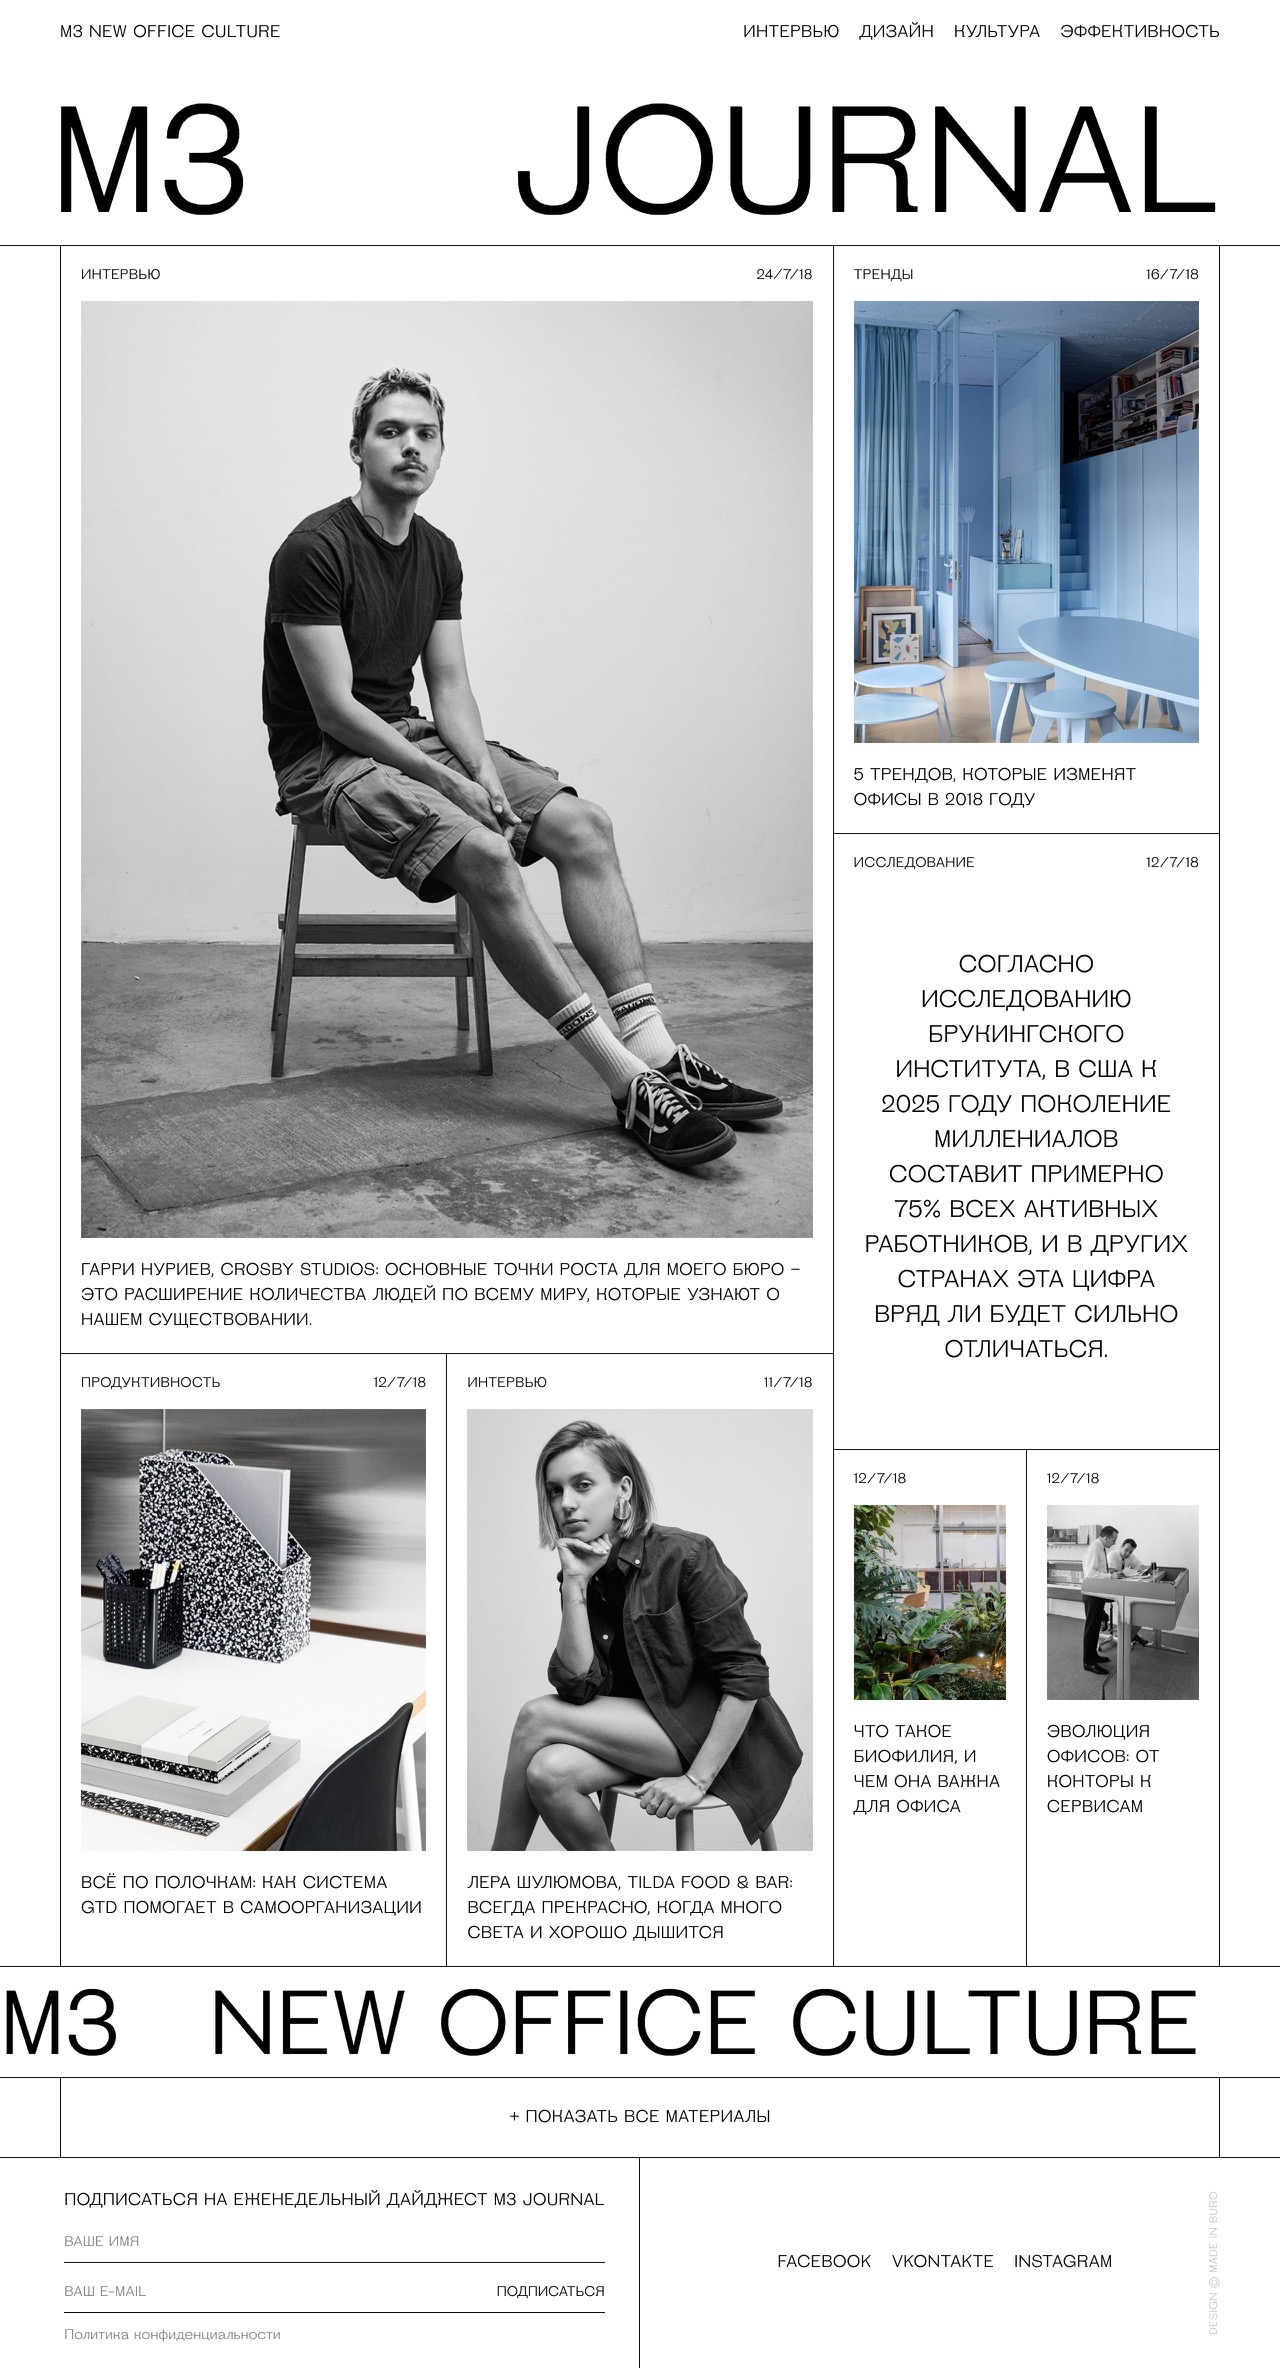 M3 NEW OFFICE CULTURE
ИНТЕРВЬЮ ДИЗАЙН КУЛЬТУРА ЭФФЕКТИВНОСТЬ
M3 JOURNAL
ИНТЕРВЬЮ 24/7/18
ГАРРИ НУРИЕВ, CROSBY STUDIOS: ОСНОВНЫЕ ТОЧКИ РОСТА ДЛЯ МОЕГО БЮРО –
ЭТО РАСШИРЕНИЕ КОЛИЧЕСТВА ЛЮДЕЙ ПО ВСЕМУ МИРУ, КОТОРЫЕ УЗНАЮТ О
НАШЕМ СУЩЕСТВОВАНИИ.
ТРЕНДЫ 16/7/18
5 ТРЕНДОВ, КОТОРЫЕ ИЗМЕНЯТ
ОФИСЫ В 2018 ГОДУ
ИССЛЕДОВАНИЕ 12/7/18
СОГЛАСНО
ИССЛЕДОВАНИЮ
БРУКИНГСКОГО
ИНСТИТУТА, В США К
2025 ГОДУ ПОКОЛЕНИЕ
МИЛЛЕНИАЛОВ
СОСТАВИТ ПРИМЕРНО
75% ВСЕХ АКТИВНЫХ
РАБОТНИКОВ, И В ДРУГИХ
СТРАНАХ ЭТА ЦИФРА
ВРЯД ЛИ БУДЕТ СИЛЬНО
ОТЛИЧАТЬСЯ.
ПРОДУКТИВНОСТЬ 12/7/18
ВСЁ ПО ПОЛОЧКАМ: КАК СИСТЕМА
GTD ПОМОГАЕТ В САМООРГАНИЗАЦИИ
ИНТЕРВЬЮ 11/7/18
ЛЕРА ШУЛЮМОВА, TILDA FOOD & BAR:
ВСЕГДА ПРЕКРАСНО, КОГДА МНОГО
СВЕТА И ХОРОШО ДЫШИТСЯ
12/7/18
ЧТО ТАКОЕ
БИОФИЛИЯ, И
ЧЕМ ОНА ВАЖНА
ДЛЯ ОФИСА
12/7/18
ЭВОЛЮЦИЯ
ОФИСОВ: ОТ
КОНТОРЫ К
СЕРВИСАМ
M3 NEW OFFICE CULTURE
+ ПОКАЗАТЬ ВСЕ МАТЕРИАЛЫ
ПОДПИСАТЬСЯ НА ЕЖЕНЕДЕЛЬНЫЙ ДАЙДЖЕСТ M3 JOURNAL
ВАШЕ ИМЯ
ВАШ E-MAIL ПОДПИСАТЬСЯ
Политика конфиденциальности
FACEBOOK VKONTAKTE INSTAGRAM
DESIGN © MADE IN BURO